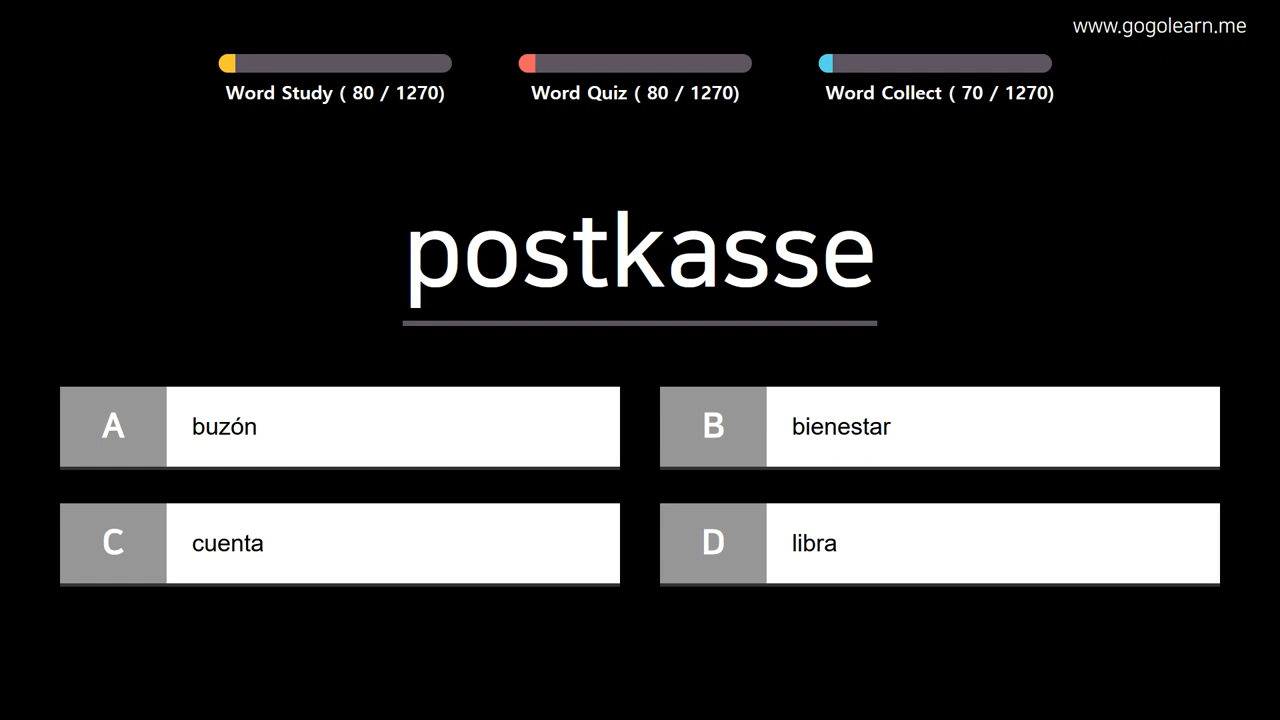 www.gogolearn.me
Word Study ( 80 / 1270)
Word Quiz ( 80 / 1270)
Word Collect ( 70 / 1270)
postkasse
A buzón
B bienestar
C cuenta
D libra